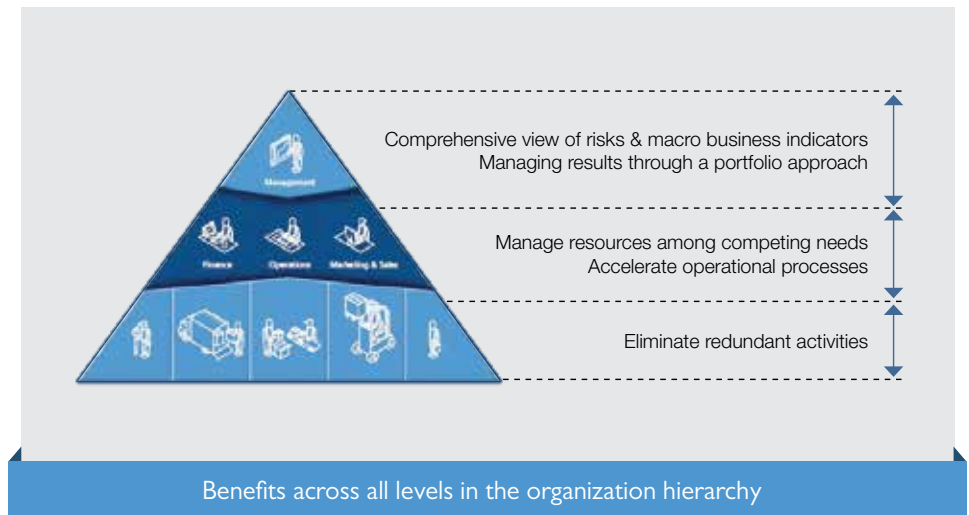 Comprehensive view of risks & macro business indicators
Managing results through a portfolio approach
Management
Manage resources among competing needs
Accelerate operational processes
Finance
Operations
Marketing & Sales
Eliminate redundant activities
Benefits across all levels in the organization hierarchy